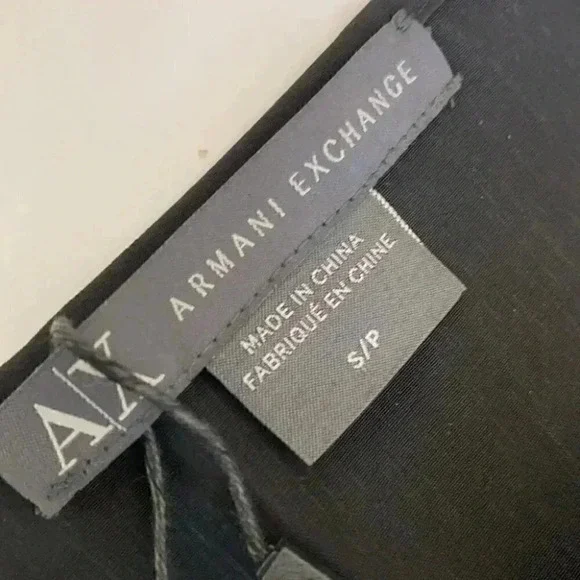 A|X ARMANI EXCHANGE
MADE IN CHINA
FABRIQUÉ EN CHINE
S/P